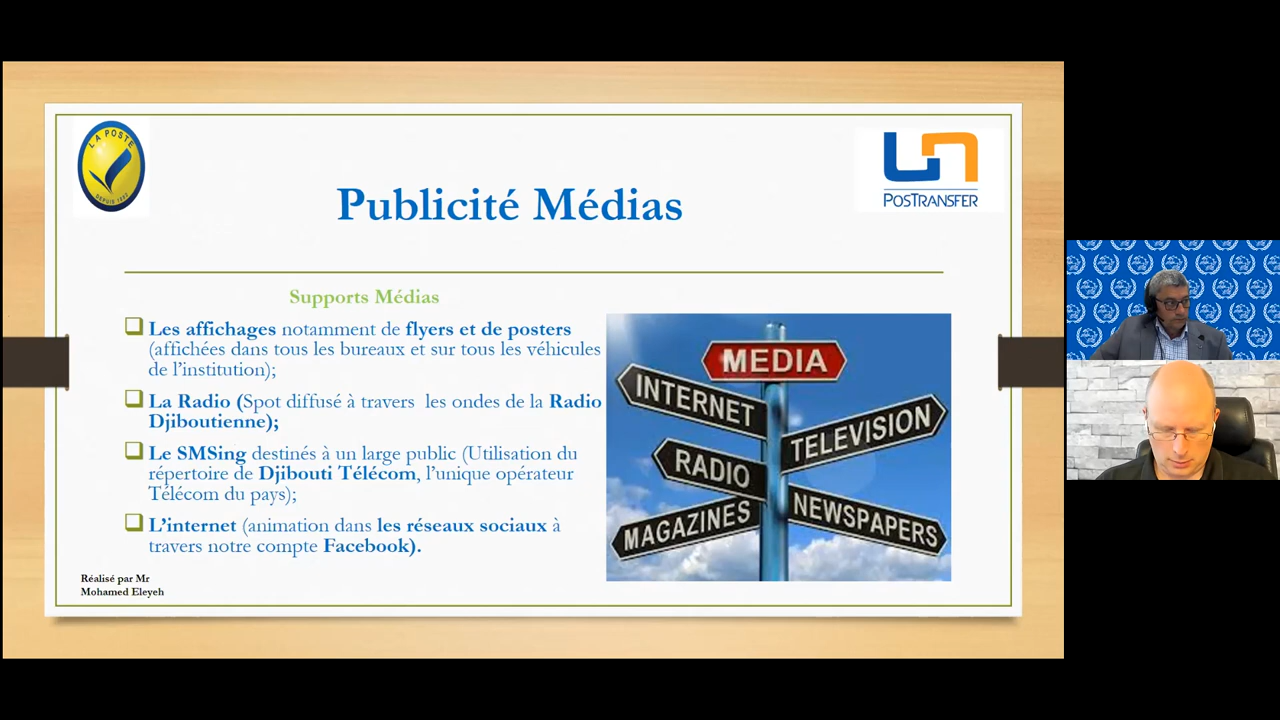 LA POSTE
DEPUIS 1892
POSTRANSFER
Publicité Médias
Supports Médias
Les affichages notamment de flyers et de posters
(affichées dans tous les bureaux et sur tous les véhicules
de l'institution);
La Radio (Spot diffusé à travers les ondes de la Radio
Djiboutienne);
Le SMSing destinés à un large public (Utilisation du
répertoire de Djibouti Télécom, l'unique opérateur
Télécom du pays);
L'internet (animation dans les réseaux sociaux à
travers notre compte Facebook).
MEDIA
INTERNET
TELEVISION
RADIO
NEWSPAPERS
MAGAZINES
Réalisé par Mr
Mohamed Eleyeh